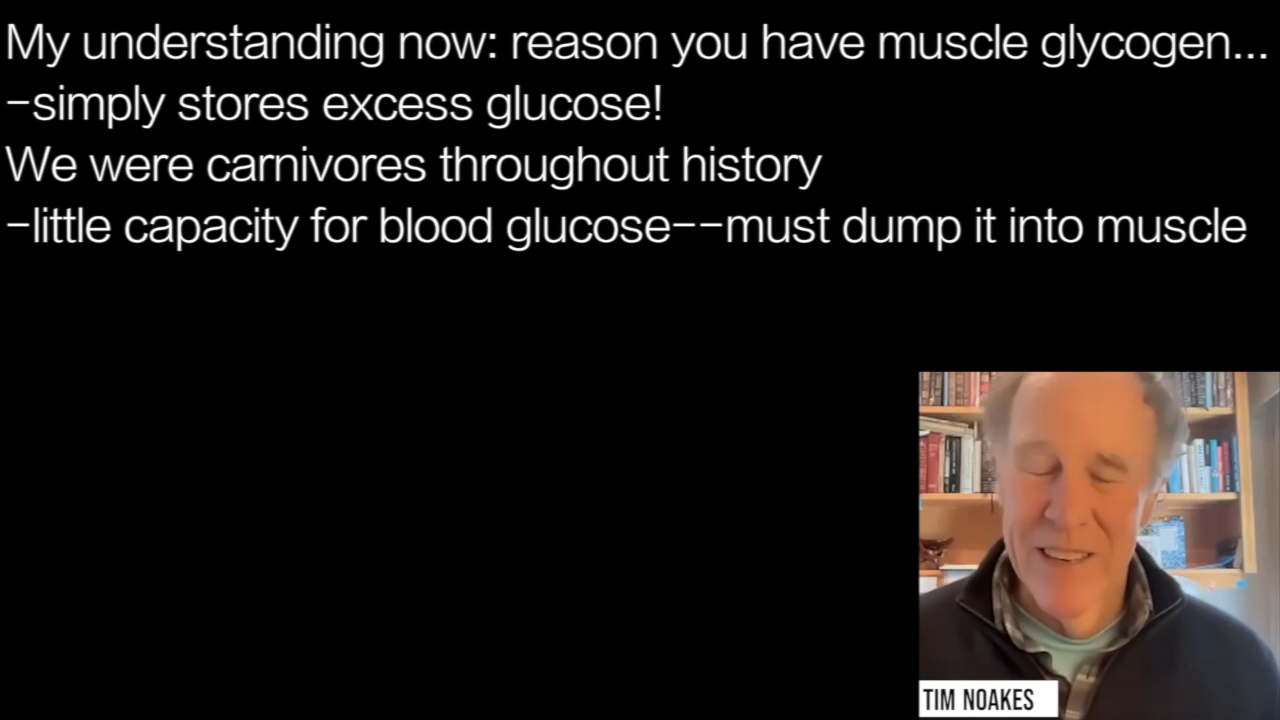 My understanding now: reason you have muscle glycogen...
-simply stores excess glucose!
We were carnivores throughout history
-little capacity for blood glucose--must dump it into muscle
TIM NOAKES